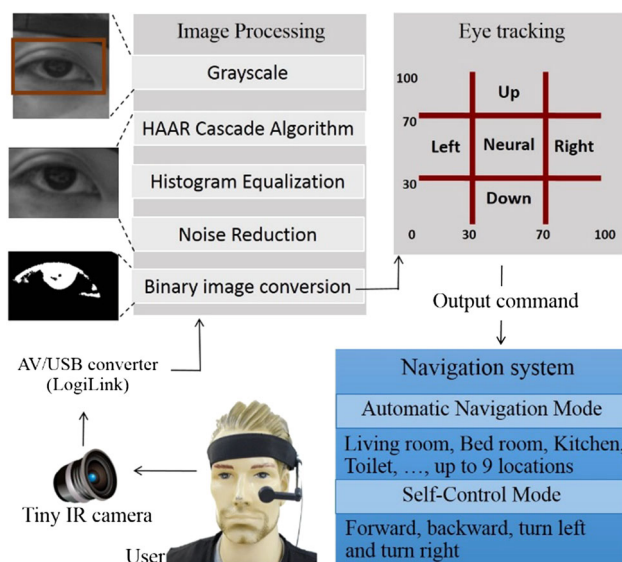 Image Processing
Grayscale
HAAR Cascade Algorithm
Histogram Equalization
Noise Reduction
Binary image conversion
Eye tracking
100
Up
70
Left
Neural
Right
30
Down
0
30
70
100
Output command
AV/USB converter
(LogiLink)
Tiny IR camera
User
Navigation system
Automatic Navigation Mode
Living room, Bed room, Kitchen,
Toilet, …, up to 9 locations
Self-Control Mode
Forward, backward, turn left
and turn right